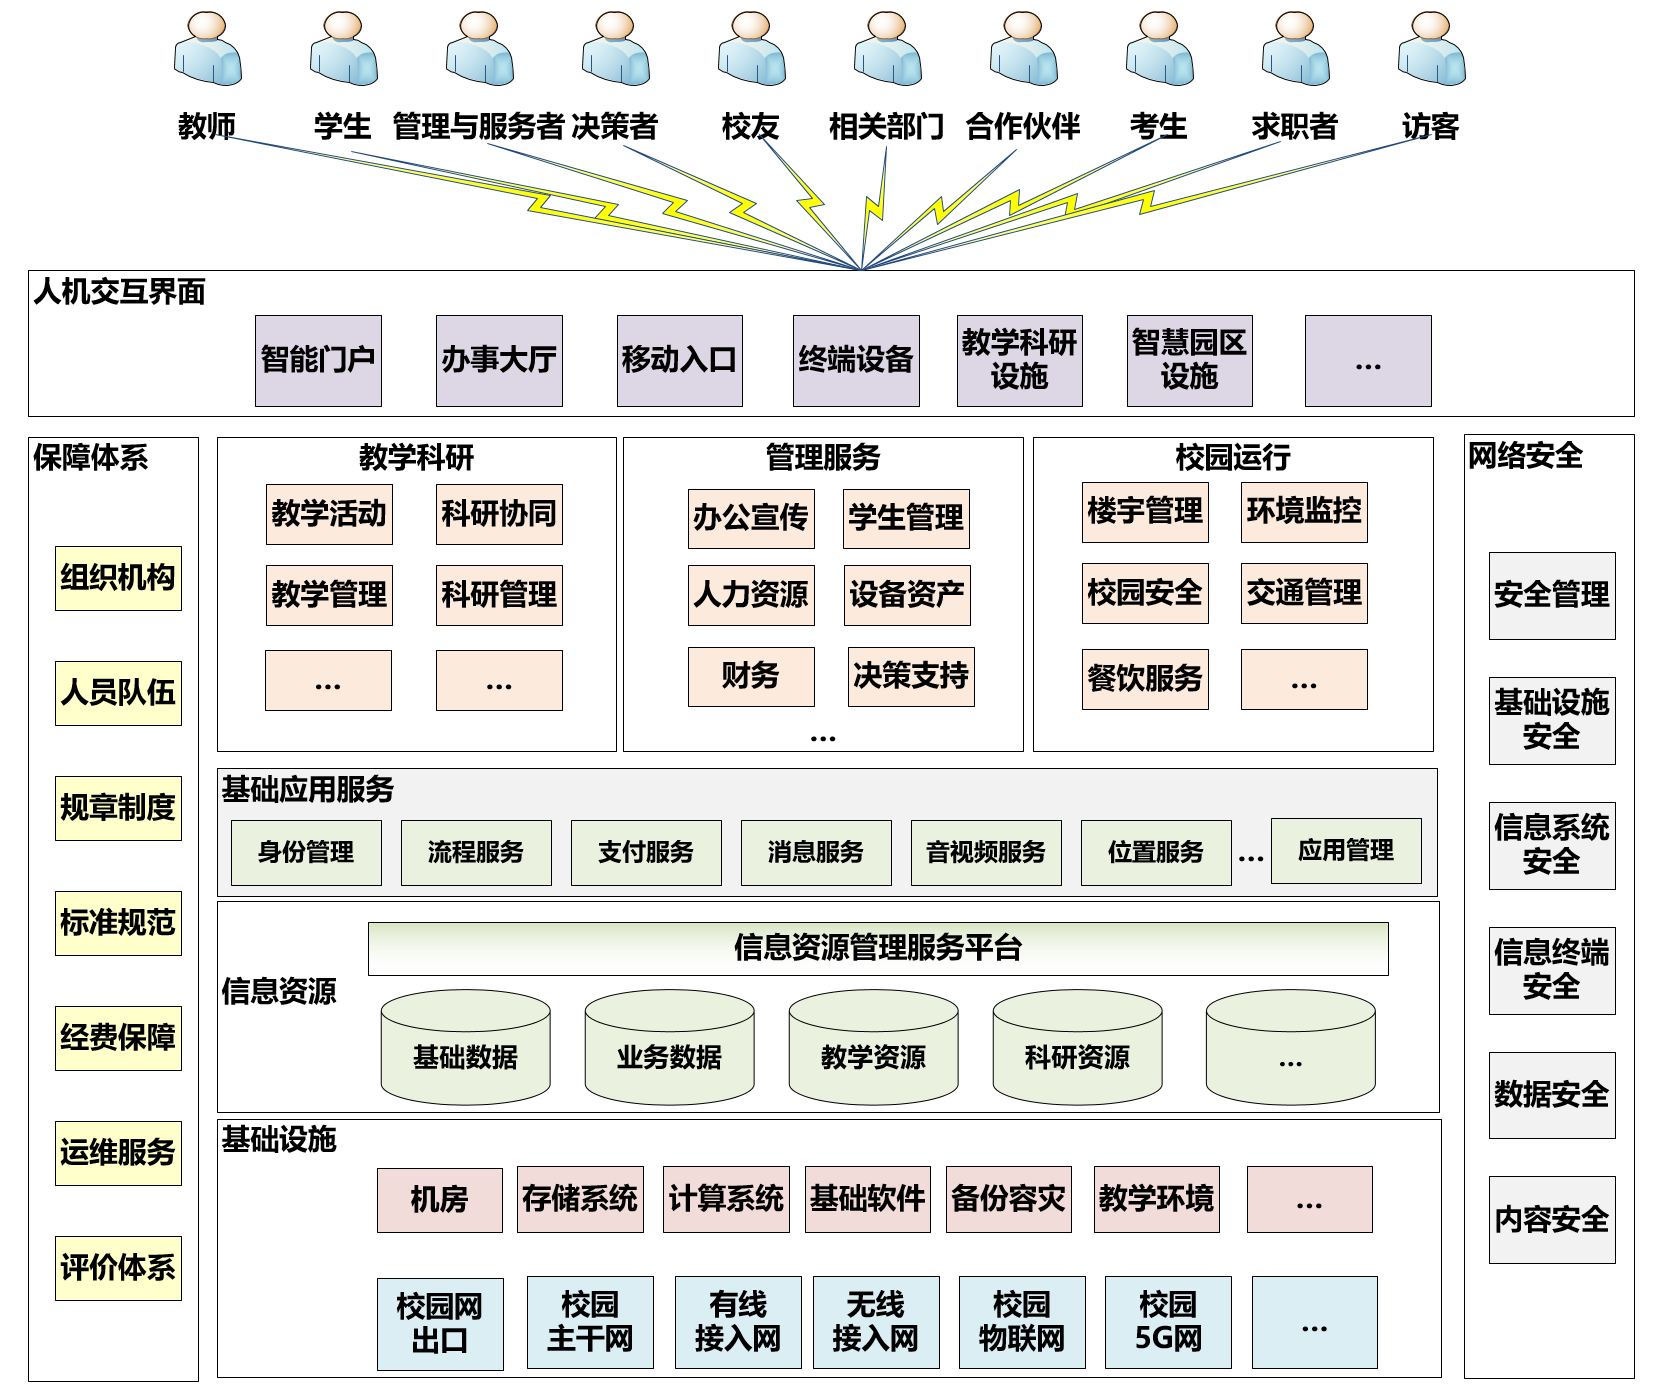 教师
学生
管理与服务者
决策者
校友
相关部门
合作伙伴
考生
求职者
访客
人机交互界面
智能门户
办事大厅
移动入口
终端设备
教学科研
设施
智慧园区
设施
...
保障体系
组织机构
人员队伍
规章制度
标准规范
经费保障
运维服务
评价体系
教学科研
教学活动
科研协同
教学管理
科研管理
...
...
管理服务
办公宣传
学生管理
人力资源
设备资产
财务
决策支持
...
校园运行
楼宇管理
环境监控
校园安全
交通管理
餐饮服务
...
基础应用服务
身份管理
流程服务
支付服务
消息服务
音视频服务
位置服务
...
应用管理
信息资源
信息资源管理服务平台
基础数据
业务数据
教学资源
科研资源
...
基础设施
机房
存储系统
计算系统
基础软件
备份容灾
教学环境
...
校园网
出口
校园
主干网
有线
接入网
无线
接入网
校园
物联网
校园
5G网
...
网络安全
安全管理
基础设施
安全
信息系统
安全
信息终端
安全
数据安全
内容安全